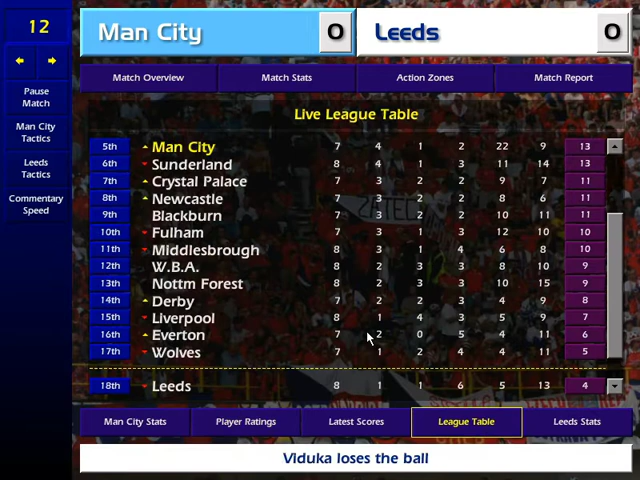 12
Man City 0 Leeds 0
Match Overview Match Stats Action Zones Match Report
Pause Match
Man City Tactics
Leeds Tactics
Commentary Speed
Live League Table
5th Man City 7 4 1 2 22 9 13
6th Sunderland 8 4 1 3 11 14 13
7th Crystal Palace 7 3 2 2 9 7 11
8th Newcastle 7 3 2 2 8 6 11
9th Blackburn 7 3 2 2 10 11 11
10th Fulham 7 3 1 3 12 10 10
11th Middlesbrough 8 3 1 4 6 8 10
12th W.B.A. 8 2 3 3 8 10 9
13th Nottm Forest 8 2 3 3 10 15 9
14th Derby 7 2 2 3 4 9 8
15th Liverpool 8 1 4 3 5 9 7
16th Everton 7 2 0 5 4 11 6
17th Wolves 7 1 2 4 4 11 5
18th Leeds 8 1 1 6 5 13 4
Man City Stats Player Ratings Latest Scores League Table Leeds Stats
Viduka loses the ball